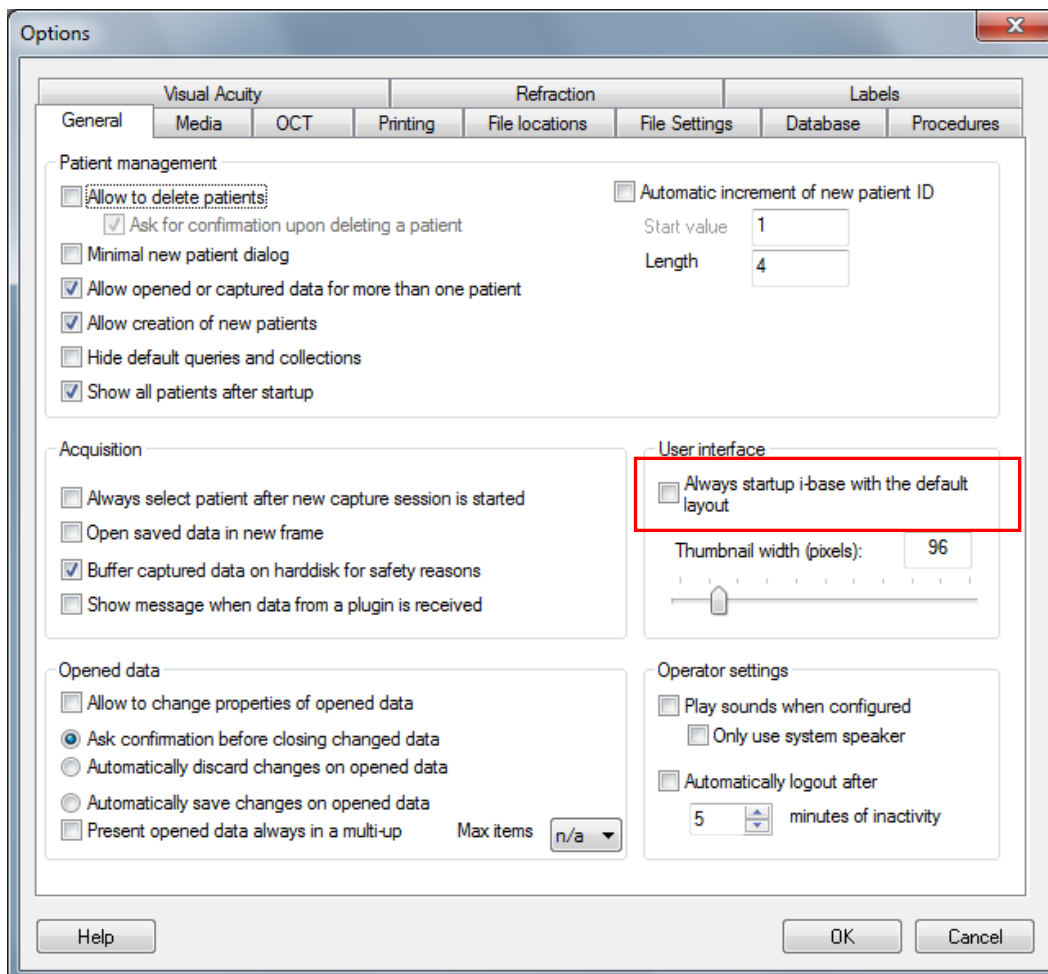 Options
Visual Acuity
Refraction
Labels
General
Media
OCT
Printing
File locations
File Settings
Database
Procedures
Patient management
Allow to delete patients
Ask for confirmation upon deleting a patient
Minimal new patient dialog
Allow opened or captured data for more than one patient
Allow creation of new patients
Hide default queries and collections
Show all patients after startup
Automatic increment of new patient ID
Start value 1
Length 4
Acquisition
Always select patient after new capture session is started
Open saved data in new frame
Buffer captured data on harddisk for safety reasons
Show message when data from a plugin is received
User interface
Always startup i-base with the default
layout
Thumbnail width (pixels): 96
Opened data
Allow to change properties of opened data
Ask confirmation before closing changed data
Automatically discard changes on opened data
Automatically save changes on opened data
Present opened data always in a multi-up Max items n/a
Operator settings
Play sounds when configured
Only use system speaker
Automatically logout after
5 minutes of inactivity
Help
OK
Cancel